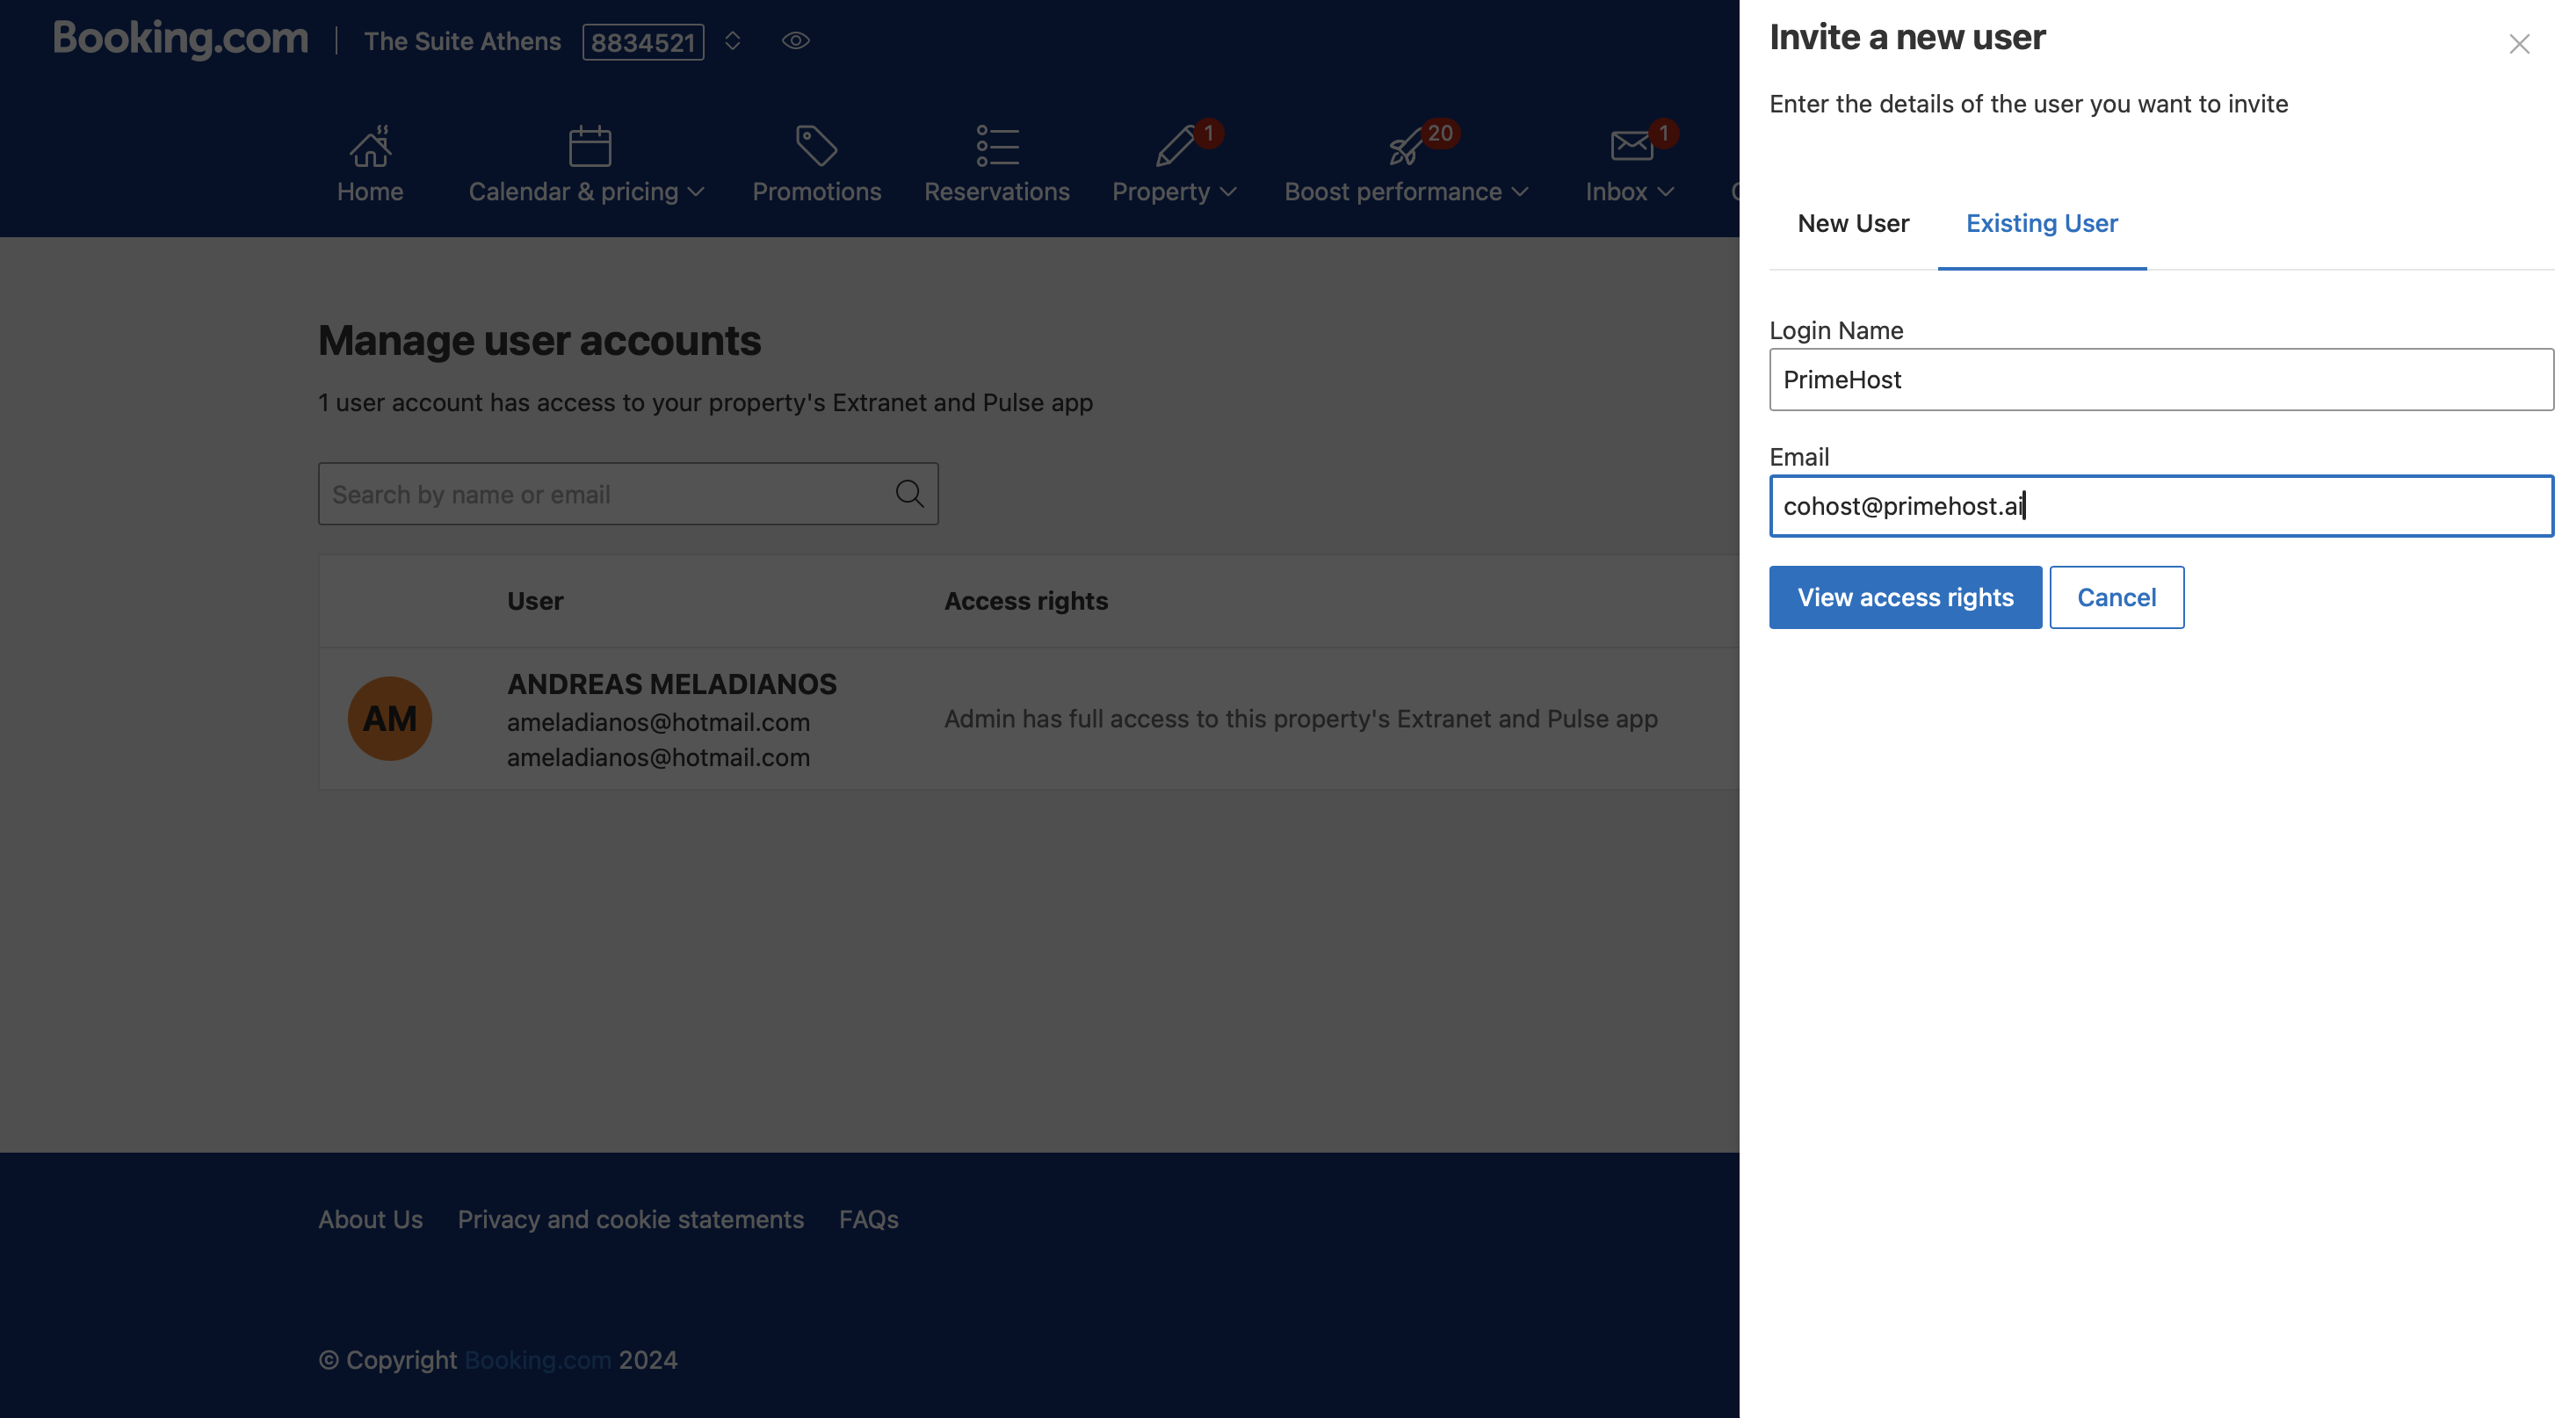 Booking.com
The Suite Athens 8834521
Home
Calendar & pricing
Promotions
Reservations
Property 1
Boost performance 20
Inbox 1
Manage user accounts
1 user account has access to your property's Extranet and Pulse app
Search by name or email
User Access rights
AM
ANDREAS MELADIANOS
ameladianos@hotmail.com
ameladianos@hotmail.com
Admin has full access to this property's Extranet and Pulse app
About Us Privacy and cookie statements FAQs
© Copyright Booking.com 2024
Invite a new user
Enter the details of the user you want to invite
New User Existing User
Login Name
PrimeHost
Email
cohost@primehost.ai
View access rights Cancel